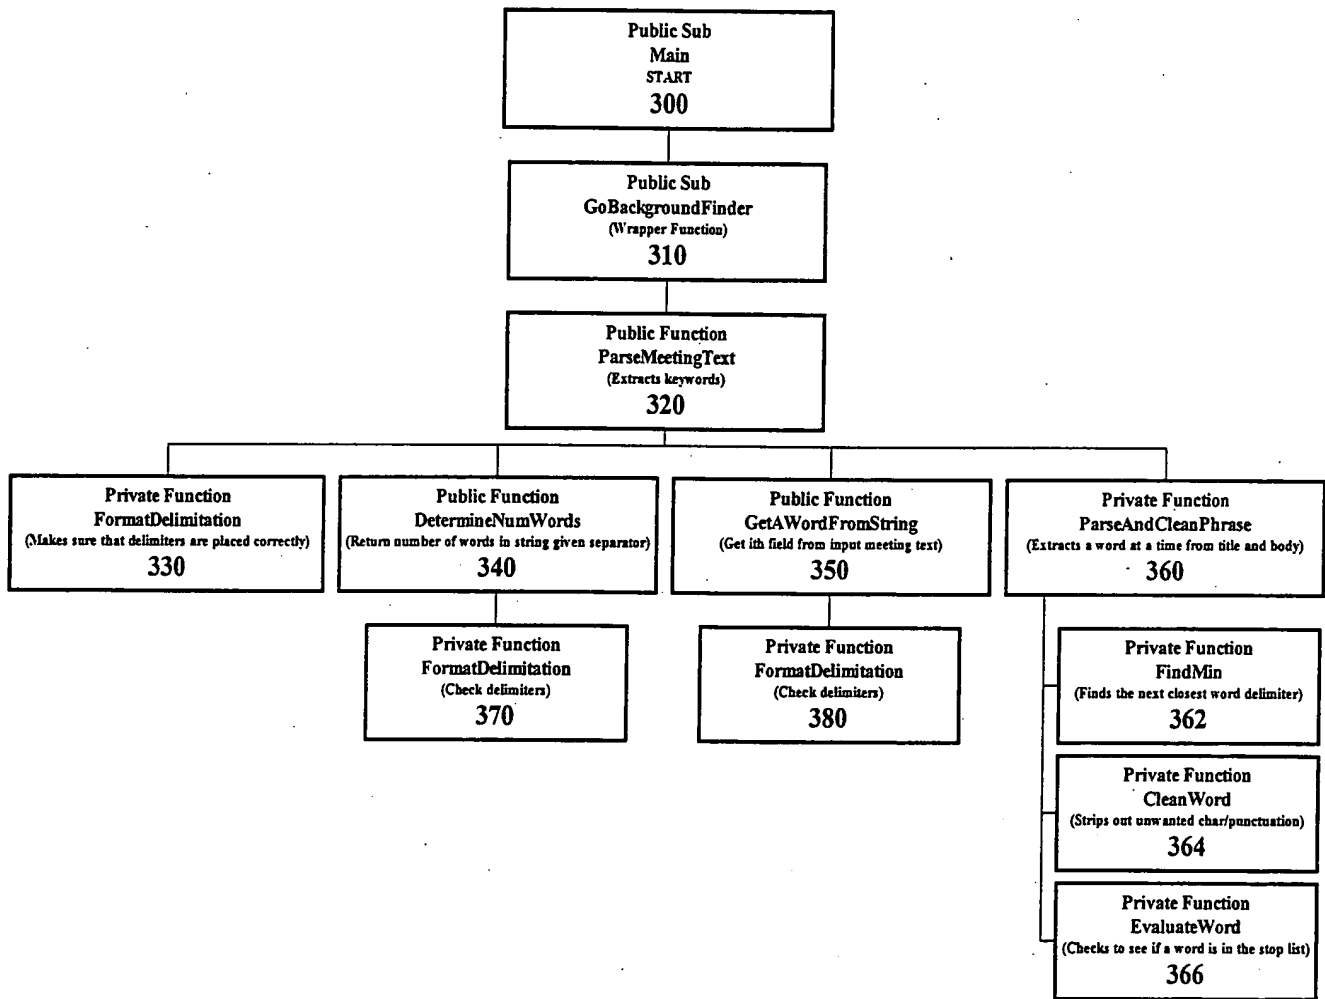 Public Sub
Main
START
300
Public Sub
GoBackgroundFinder
(Wrapper Function)
310
Public Function
ParseMeetingText
(Extracts keywords)
320
Private Function
FormatDelimitation
(Makes sure that delimiters are placed correctly)
330
Public Function
DetermineNumWords
(Return number of words in string given separator)
340
Public Function
GetAWordFromString
(Get ith field from input meeting text)
350
Private Function
ParseAndCleanPhrase
(Extracts a word at a time from title and body)
360
Private Function
FormatDelimitation
(Check delimiters)
370
Private Function
FormatDelimitation
(Check delimiters)
380
Private Function
FindMin
(Finds the next closest word delimiter)
362
Private Function
CleanWord
(Strips out unwanted char/punctuation)
364
Private Function
EvaluateWord
(Checks to see if a word is in the stop list)
366